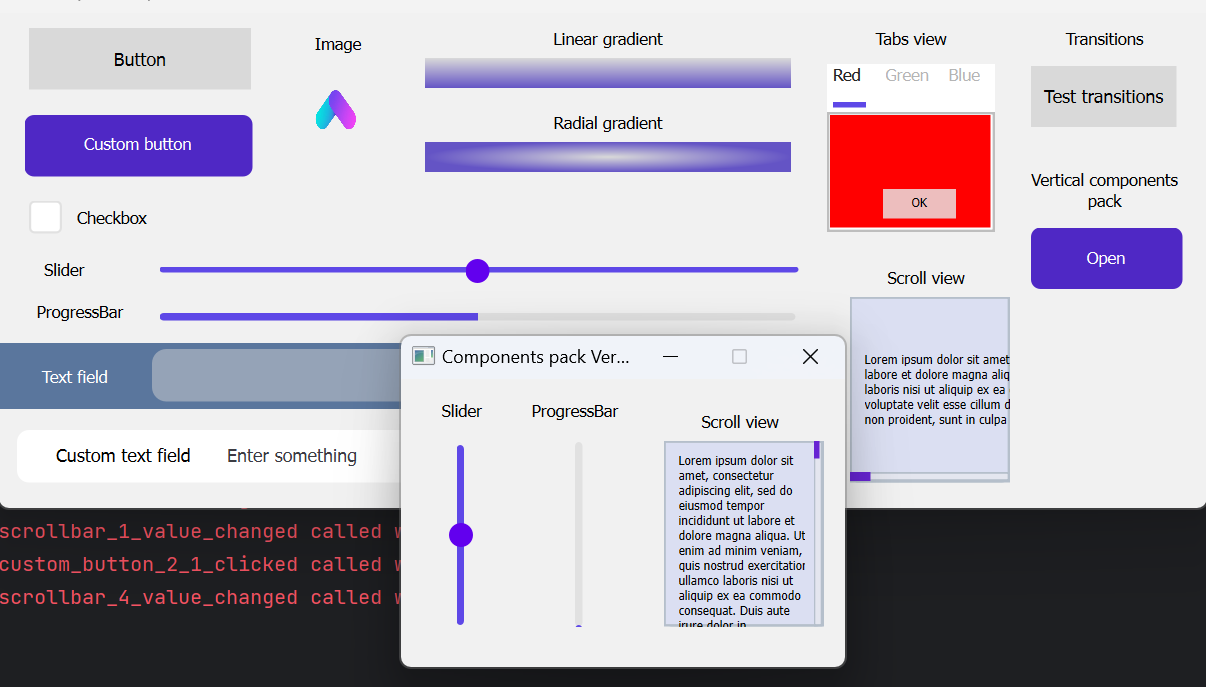 Button
Image
Linear gradient
Tabs view
Transitions
Red Green Blue
Test transitions
Custom button
Radial gradient
OK
Vertical components
pack
Checkbox
Open
Slider
Scroll view
ProgressBar
Lorem ipsum dolor sit amet
labore et dolore magna aliq
laboris nisi ut aliquip ex ea
voluptate velit esse cillum d
non proident, sunt in culpa
Text field
Custom text field Enter something
Components pack Ver...
Slider
ProgressBar
Scroll view
Lorem ipsum dolor sit
amet, consectetur
adipiscing elit, sed do
eiusmod tempor
incididunt ut labore et
dolore magna aliqua. Ut
enim ad minim veniam,
quis nostrud exercitation
ullamco laboris nisi ut
aliquip ex ea commodo
consequat. Duis aute
irure dolor in
scrollbar_1_value_changed called w
custom_button_2_1_clicked called w
scrollbar_4_value_changed called w